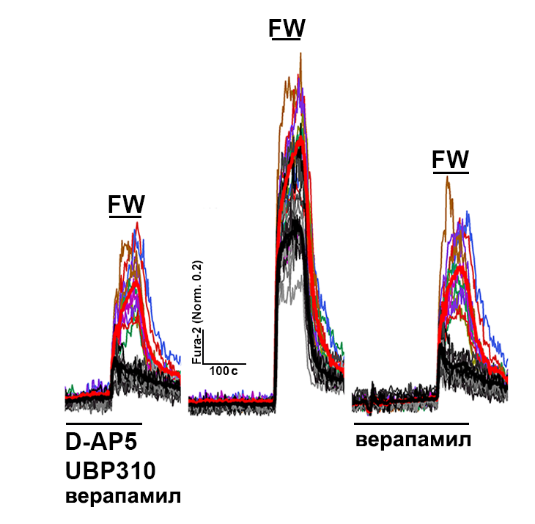 FW
FW
FW
Fura-2 (Norm. 0.2)
100 с
D-AP5
UBP310
верапамил
верапамил